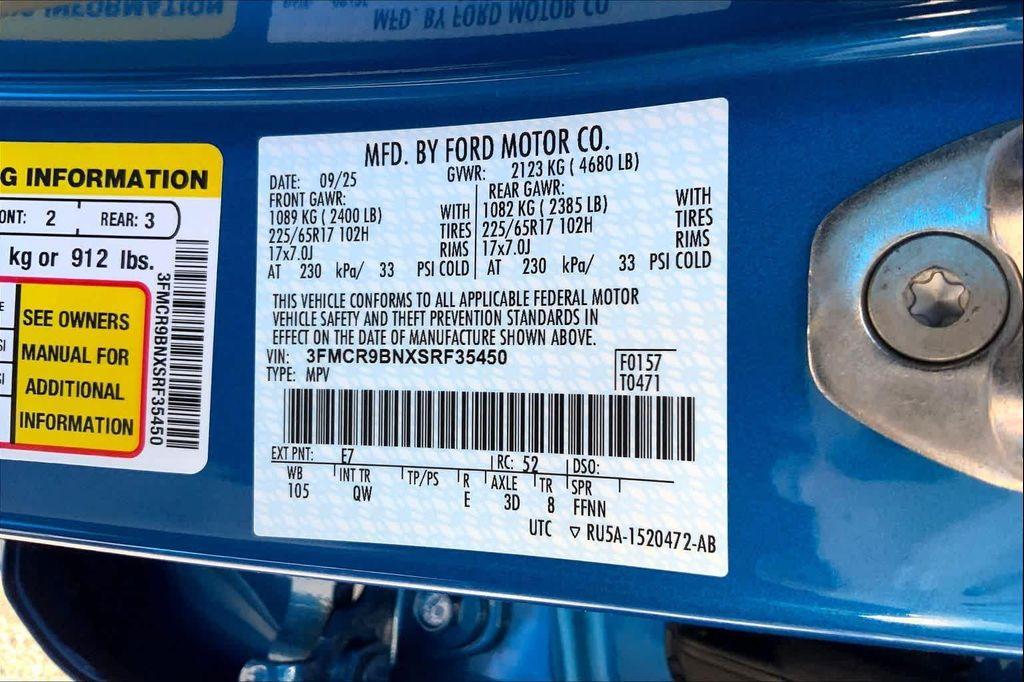 MFD. BY FORD MOTOR CO
G INFORMATION
ONT: 2 REAR: 3
kg or 912 lbs.
SEE OWNERS
MANUAL FOR
ADDITIONAL
INFORMATION
3FMCR9BNXSRF35450
MFD. BY FORD MOTOR CO.
DATE: 09/25 GVWR: 2123 KG ( 4680 LB)
FRONT GAWR: REAR GAWR:
1089 KG ( 2400 LB) WITH 1082 KG ( 2385 LB) WITH
225/65R17 102H TIRES 225/65R17 102H TIRES
17x7.0J RIMS 17x7.0J RIMS
AT 230 kPa/ 33 PSI COLD AT 230 kPa/ 33 PSI COLD
THIS VEHICLE CONFORMS TO ALL APPLICABLE FEDERAL MOTOR
VEHICLE SAFETY AND THEFT PREVENTION STANDARDS IN
EFFECT ON THE DATE OF MANUFACTURE SHOWN ABOVE.
VIN: 3FMCR9BNXSRF35450 F0157
TYPE: MPV T0471
EXT PNT: E7 RC: 52 DSO:
WB INT TR TP/PS R AXLE TR SPR
105 QW E 3D 8 FFNN
UTC ▽ RU5A-1520472-AB